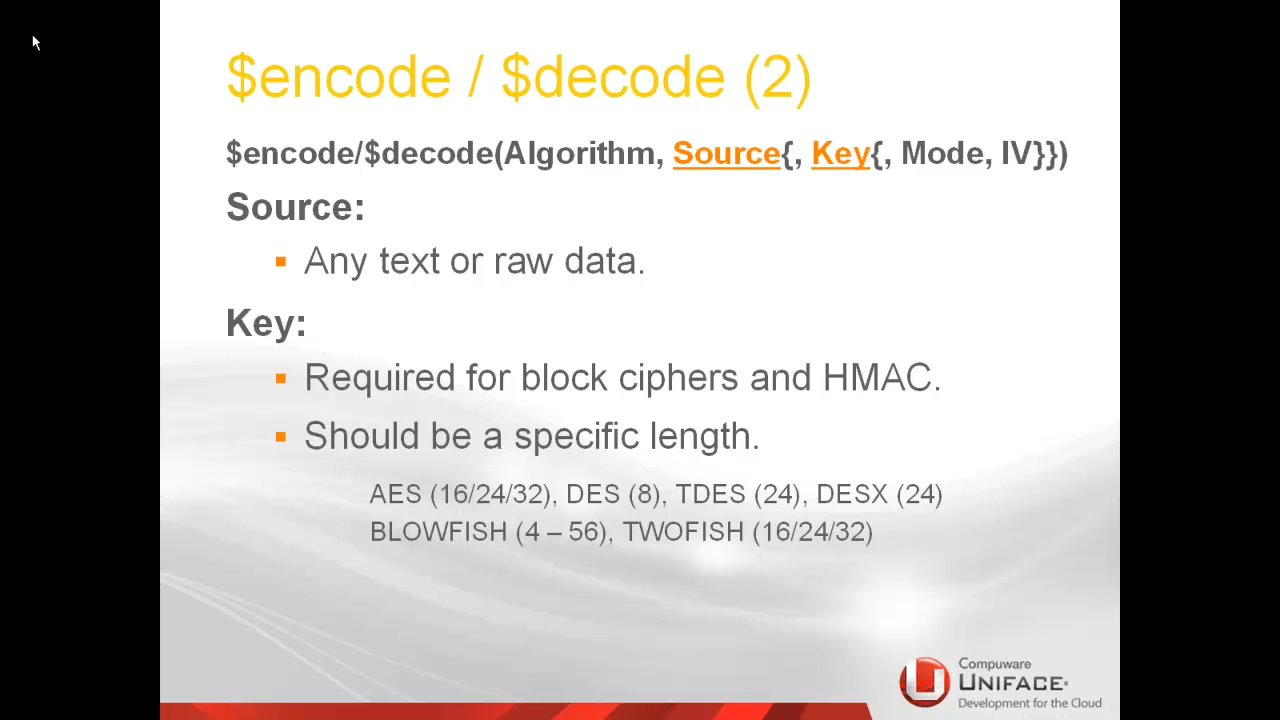 $encode / $decode (2)
$encode/$decode(Algorithm, Source{, Key{, Mode, IV}})
Source:
▪ Any text or raw data.
Key:
▪ Required for block ciphers and HMAC.
▪ Should be a specific length.
AES (16/24/32), DES (8), TDES (24), DESX (24)
BLOWFISH (4 – 56), TWOFISH (16/24/32)
Compuware
UNIFACE
Development for the Cloud